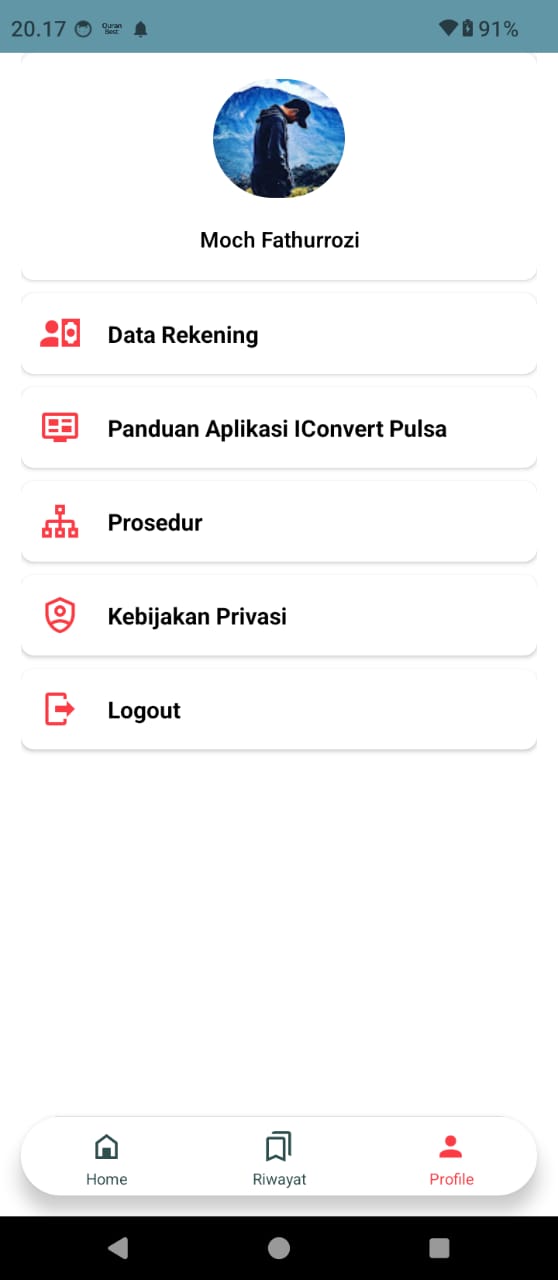 20.17 Quran Best 91%
Moch Fathurrozi
Data Rekening
Panduan Aplikasi IConvert Pulsa
Prosedur
Kebijakan Privasi
Logout
Home Riwayat Profile